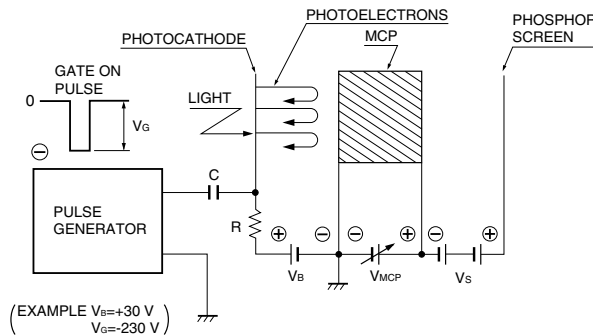 PHOTOELECTRONS
PHOTOCATHODE
MCP
PHOSPHOR
SCREEN
GATE ON
PULSE
LIGHT
0
VG
⊖
C
PULSE
GENERATOR
R
⊕ ⊖ ⊖ ⊕ ⊖ ⊕
VB VMCP VS
(EXAMPLE VB=+30 V
VG=-230 V)